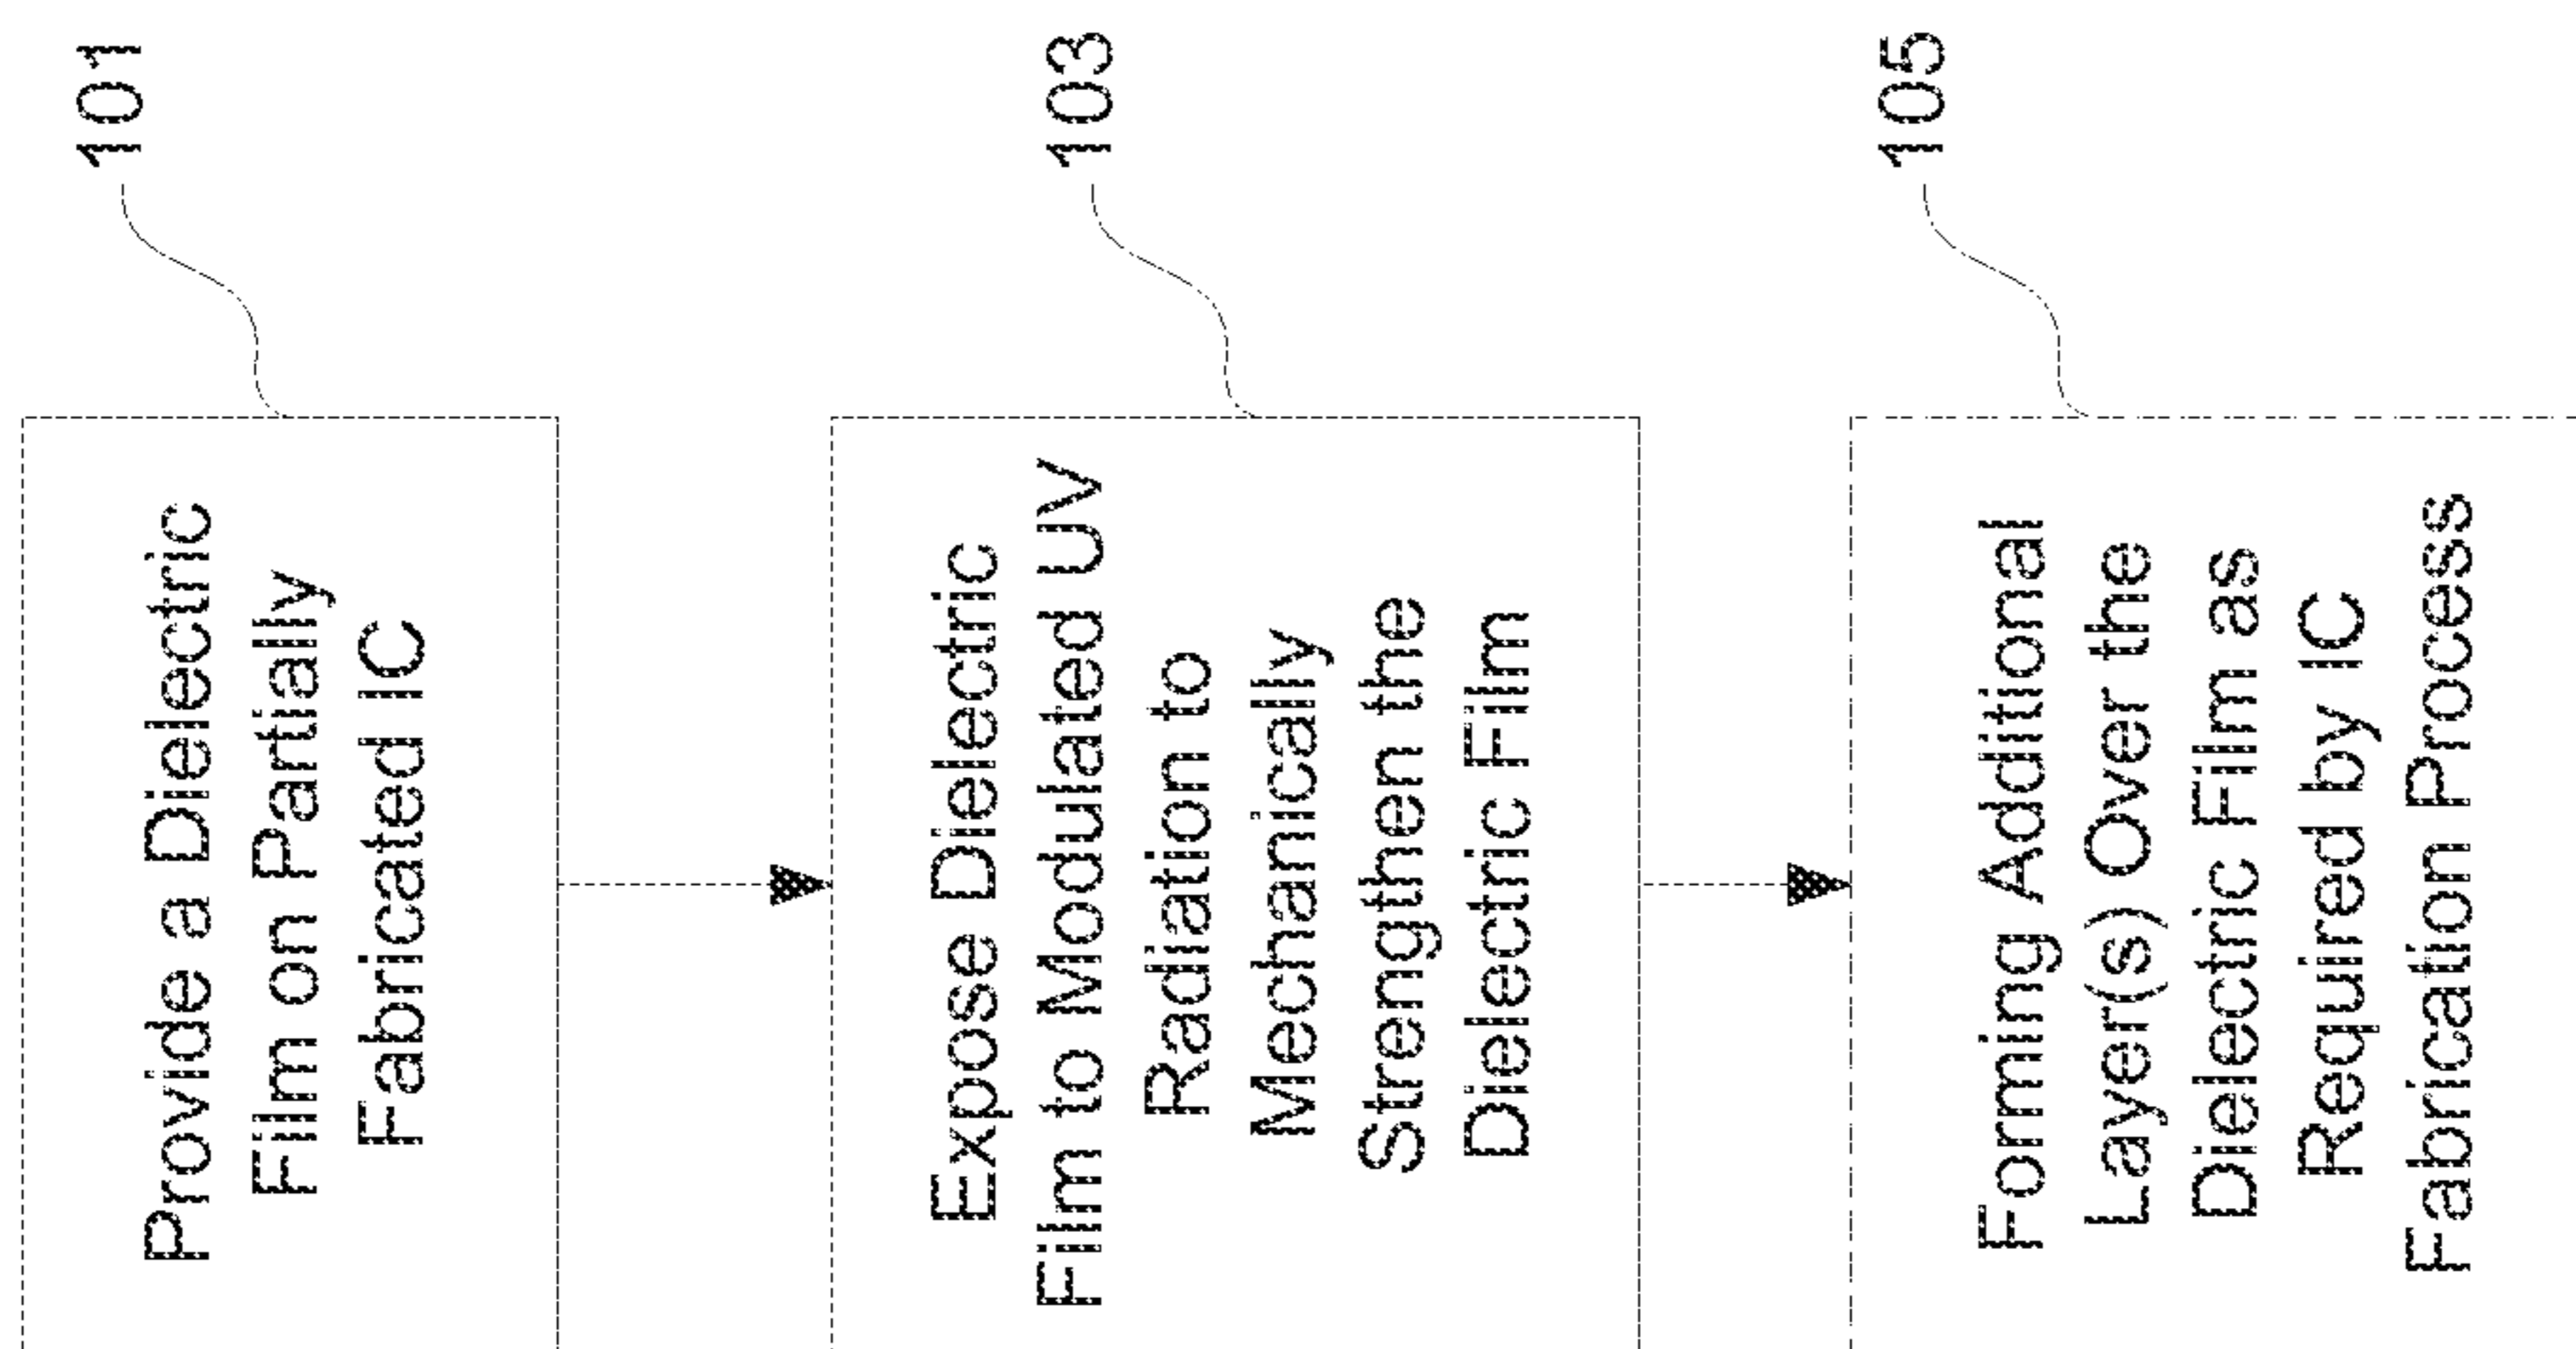 101
Provide a Dielectric
Film on Partially
Fabricated IC
103
Expose Dielectric
Film to Modulated UV
Radiation to
Mechanically
Strengthen the
Dielectric Film
105
Forming Additional
Layer(s) Over the
Dielectric Film as
Required by IC
Fabrication Process